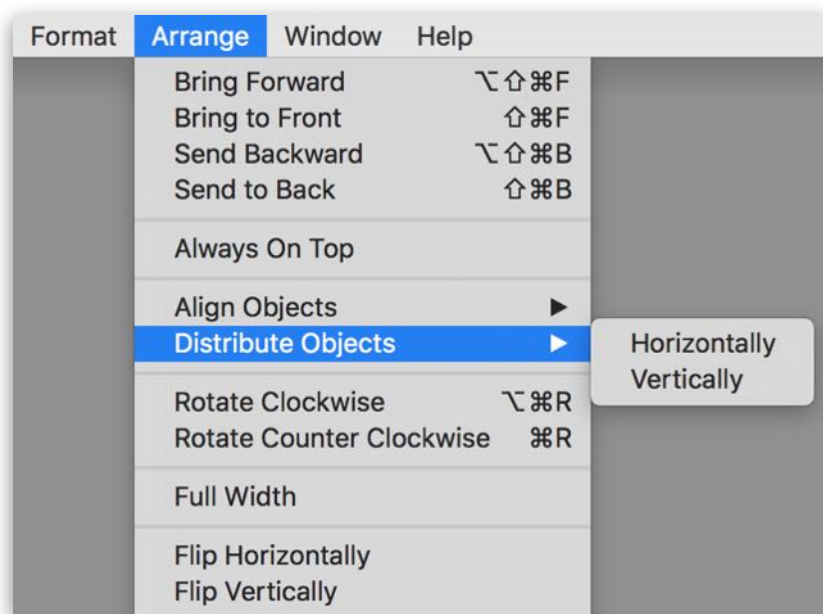 Format Arrange Window Help
Bring Forward ⌥⇧⌘F
Bring to Front ⇧⌘F
Send Backward ⌥⇧⌘B
Send to Back ⇧⌘B
Always On Top
Align Objects ▶
Distribute Objects ▶
Horizontally
Vertically
Rotate Clockwise ⌥⌘R
Rotate Counter Clockwise ⌘R
Full Width
Flip Horizontally
Flip Vertically